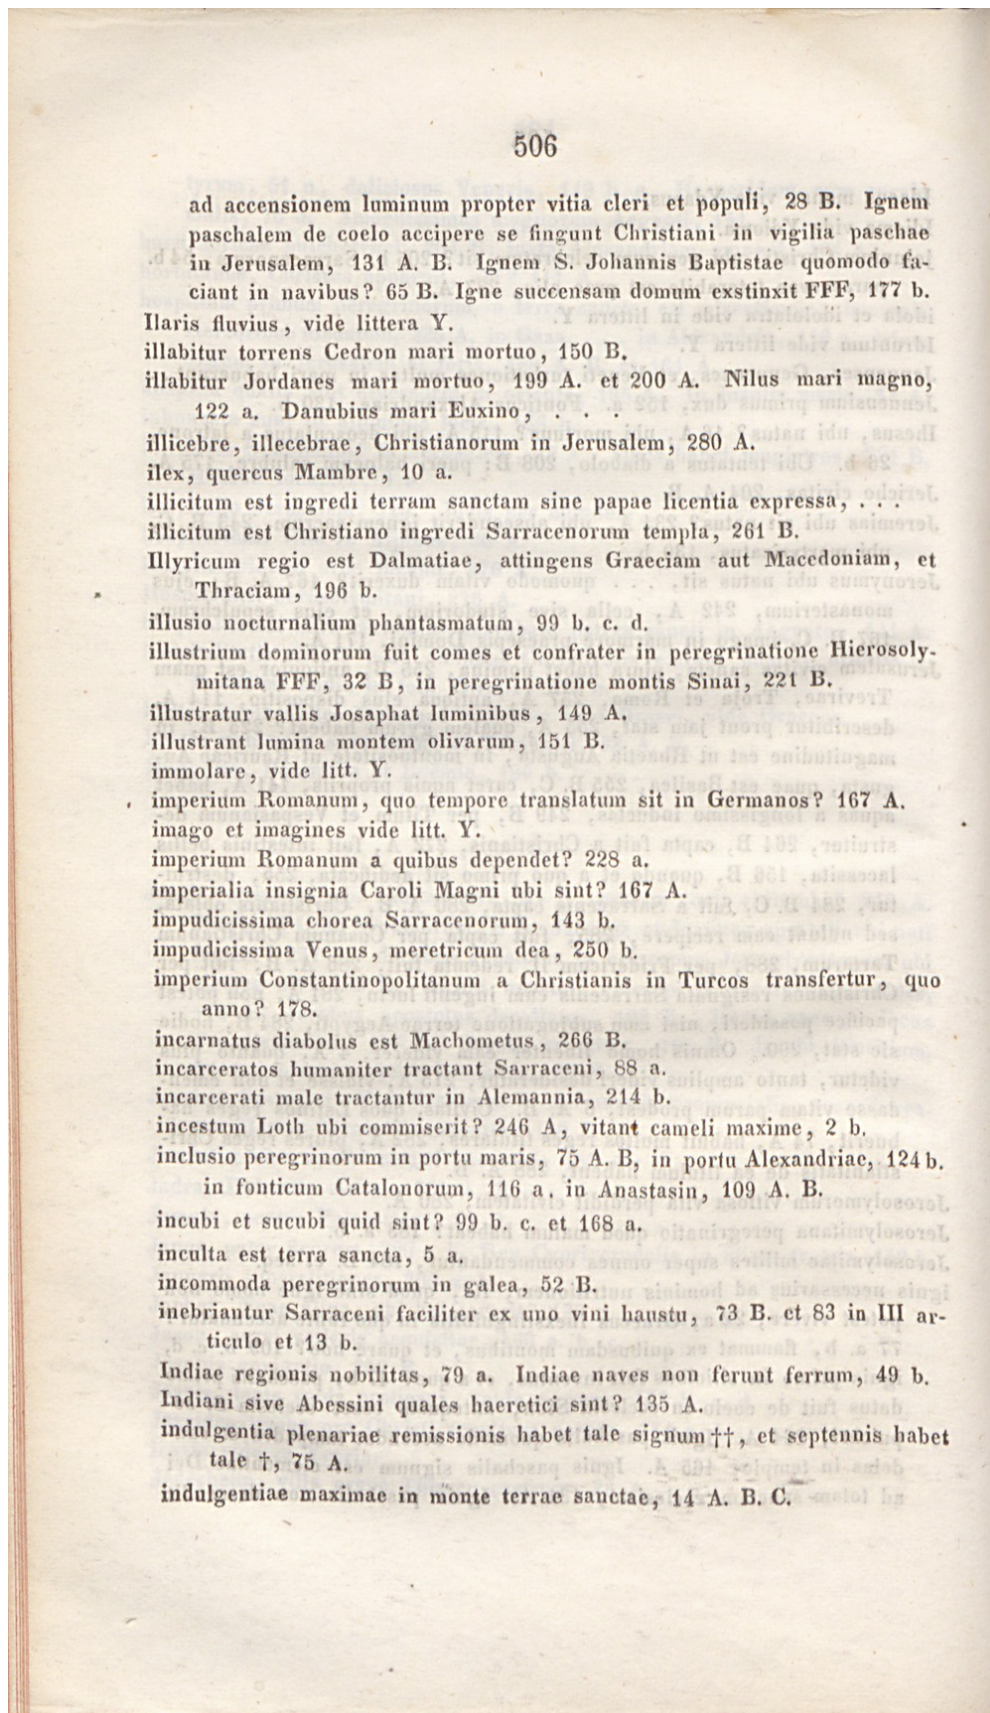 506
ad accensionem luminum propter vitia cleri et populi, 28 B. Ignem
paschalem de coelo accipere se fingunt Christiani in vigilia paschae
in Jerusalem, 131 A. B. Ignem S. Johannis Baptistae quomodo fa-
ciant in navibus? 65 B. Igne succensam domum exstinxit FFF, 177 b.
Ilaris fluvius, vide littera Y.
illabitur torrens Cedron mari mortuo, 150 B.
illabitur Jordanes mari mortuo, 199 A. et 200 A. Nilus mari magno,
122 a. Danubius mari Euxino, . . .
illicebre, illecebrae, Christianorum in Jerusalem, 280 A.
ilex, quercus Mambre, 10 a.
illicitum est ingredi terram sanctam sine papae licentia expressa, . . .
illicitum est Christiano ingredi Sarracenorum templa, 261 B.
Illyricum regio est Dalmatiae, attingens Graeciam aut Macedoniam, et
Thraciam, 196 b.
illusio nocturnalium phantasmatum, 99 b. c. d.
illustrium dominorum fuit comes et confrater in peregrinatione Hierosoly-
mitana FFF, 32 B, in peregrinatione montis Sinai, 221 B.
illustratur vallis Josaphat luminibus, 149 A.
illustrant lumina montem olivarum, 151 B.
immolare, vide litt. Y.
imperium Romanum, quo tempore translatum sit in Germanos? 167 A.
imago et imagines vide litt. Y.
imperium Romanum a quibus dependet? 228 a.
imperialia insignia Caroli Magni ubi sint? 167 A.
impudicissima chorea Sarracenorum, 143 b.
impudicissima Venus, meretricum dea, 250 b.
imperium Constantinopolitanum a Christianis in Turcos transfertur, quo
anno? 178.
incarnatus diabolus est Machometus, 266 B.
incarceratos humaniter tractant Sarraceni, 88 a.
incarcerati male tractantur in Alemannia, 214 b.
incestum Loth ubi commiserit? 246 A, vitant cameli maxime, 2 b.
inclusio peregrinorum in portu maris, 75 A. B, in portu Alexandriae, 124 b.
in fonticum Catalonorum, 116 a. in Anastasin, 109 A. B.
incubi et sucubi quid sint? 99 b. c. et 168 a.
inculta est terra sancta, 5 a.
incommoda peregrinorum in galea, 52 B.
inebriantur Sarraceni faciliter ex uno vini haustu, 73 B. et 83 in III ar-
ticulo et 13 b.
Indiae regionis nobilitas, 79 a. Indiae naves non ferunt ferrum, 49 b.
Indiani sive Abessini quales haeretici sint? 135 A.
indulgentia plenariae remissionis habet tale signum ††, et septennis habet
tale †, 75 A.
indulgentiae maximae in monte terrae sanctae, 14 A. B. C.